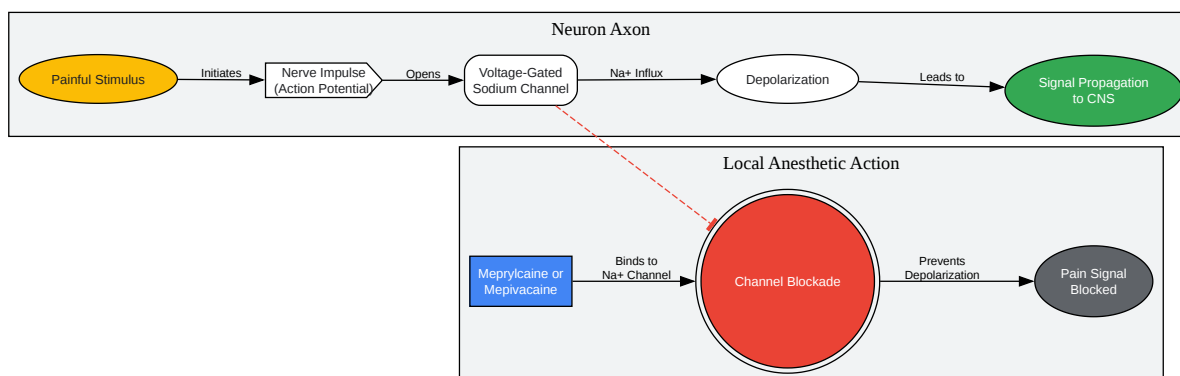 Neuron Axon
Painful Stimulus
Initiates
Nerve Impulse
(Action Potential)
Opens
Voltage-Gated
Sodium Channel
Na+ Influx
Depolarization
Leads to
Signal Propagation
to CNS
Local Anesthetic Action
Meprylcaine or
Mepivacaine
Binds to
Na+ Channel
Channel Blockade
Prevents
Depolarization
Pain Signal
Blocked